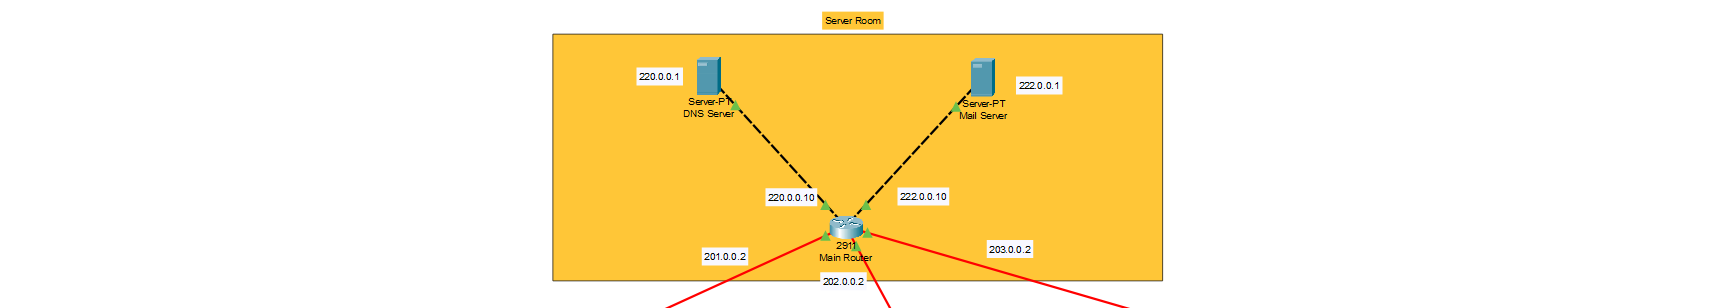 Server Room
220.0.0.1
Server-PT
DNS Server
222.0.0.1
Server-PT
Mail Server
220.0.0.10
222.0.0.10
2911
Main Router
201.0.0.2
202.0.0.2
203.0.0.2